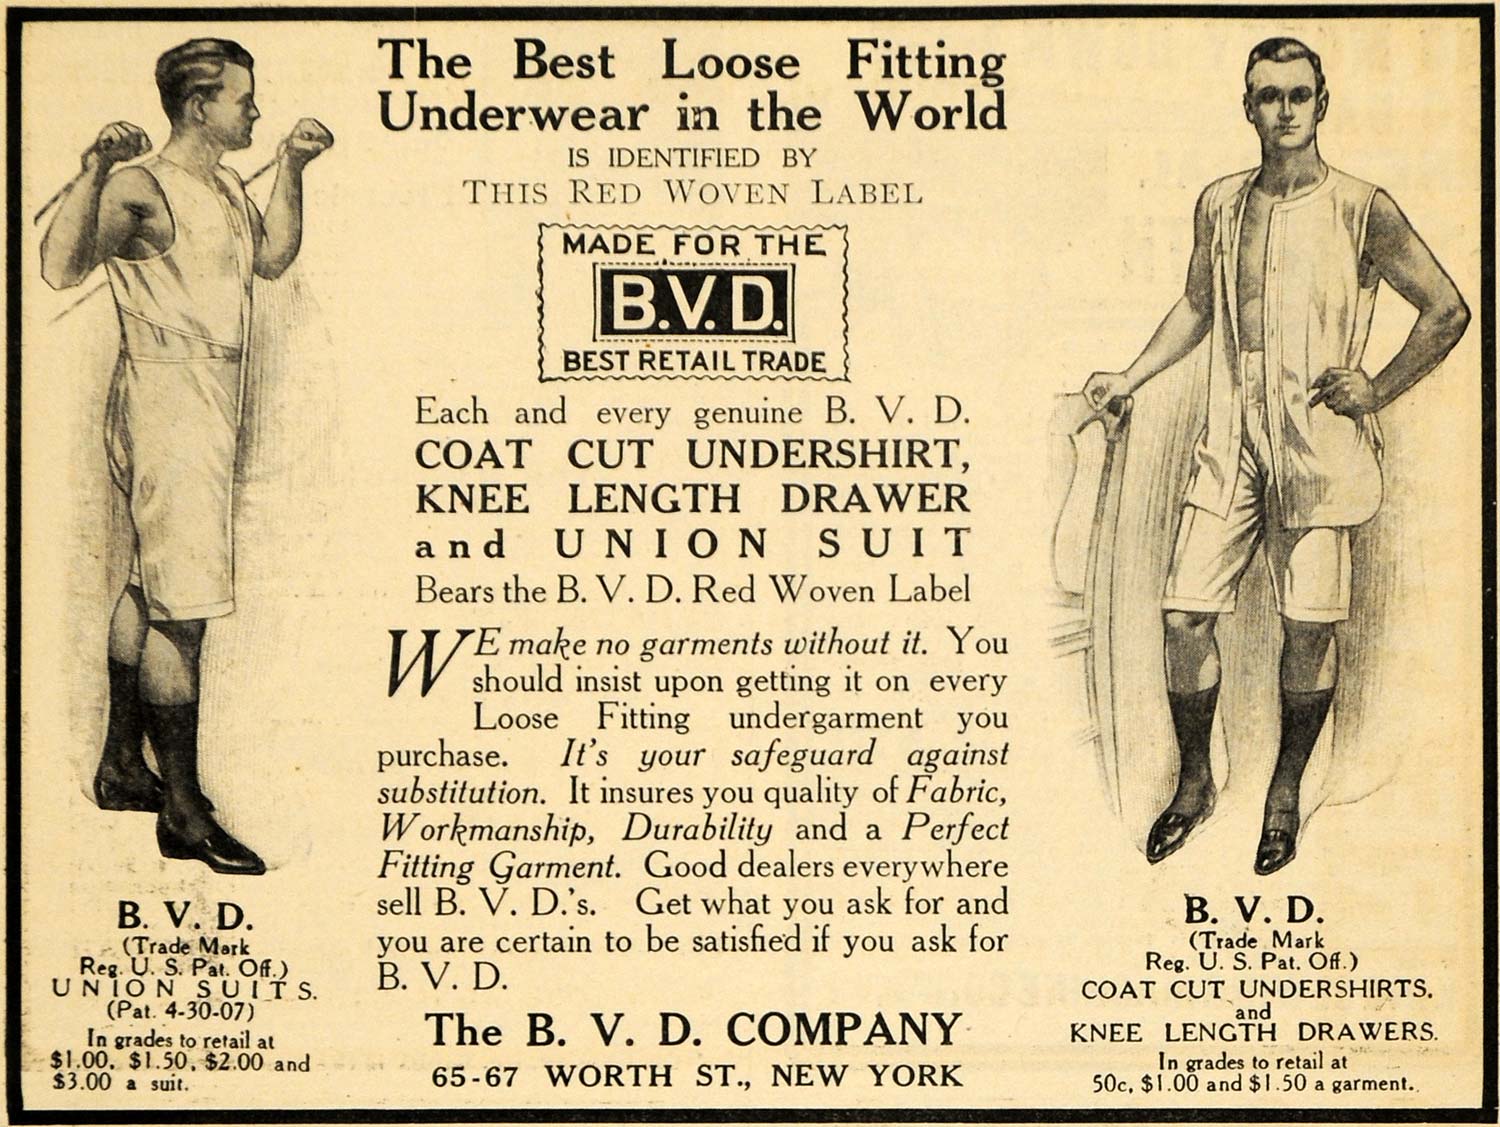 The Best Loose Fitting
Underwear in the World
IS IDENTIFIED BY
THIS RED WOVEN LABEL
MADE FOR THE
B.V.D.
BEST RETAIL TRADE
Each and every genuine B. V. D.
COAT CUT UNDERSHIRT,
KNEE LENGTH DRAWER
and UNION SUIT
Bears the B. V. D. Red Woven Label
WE make no garments without it. You
should insist upon getting it on every
Loose Fitting undergarment you
purchase. It's your safeguard against
substitution. It insures you quality of Fabric,
Workmanship, Durability and a Perfect
Fitting Garment. Good dealers everywhere
sell B. V. D.'s. Get what you ask for and
you are certain to be satisfied if you ask for
B. V. D.
The B. V. D. COMPANY
65-67 WORTH ST., NEW YORK
B. V. D.
(Trade Mark
Reg. U. S. Pat. Off.)
UNION SUITS.
(Pat. 4-30-07)
In grades to retail at
$1.00, $1.50, $2.00 and
$3.00 a suit.
B. V. D.
(Trade Mark
Reg. U. S. Pat. Off.)
COAT CUT UNDERSHIRTS.
and
KNEE LENGTH DRAWERS.
In grades to retail at
50c, $1.00 and $1.50 a garment.